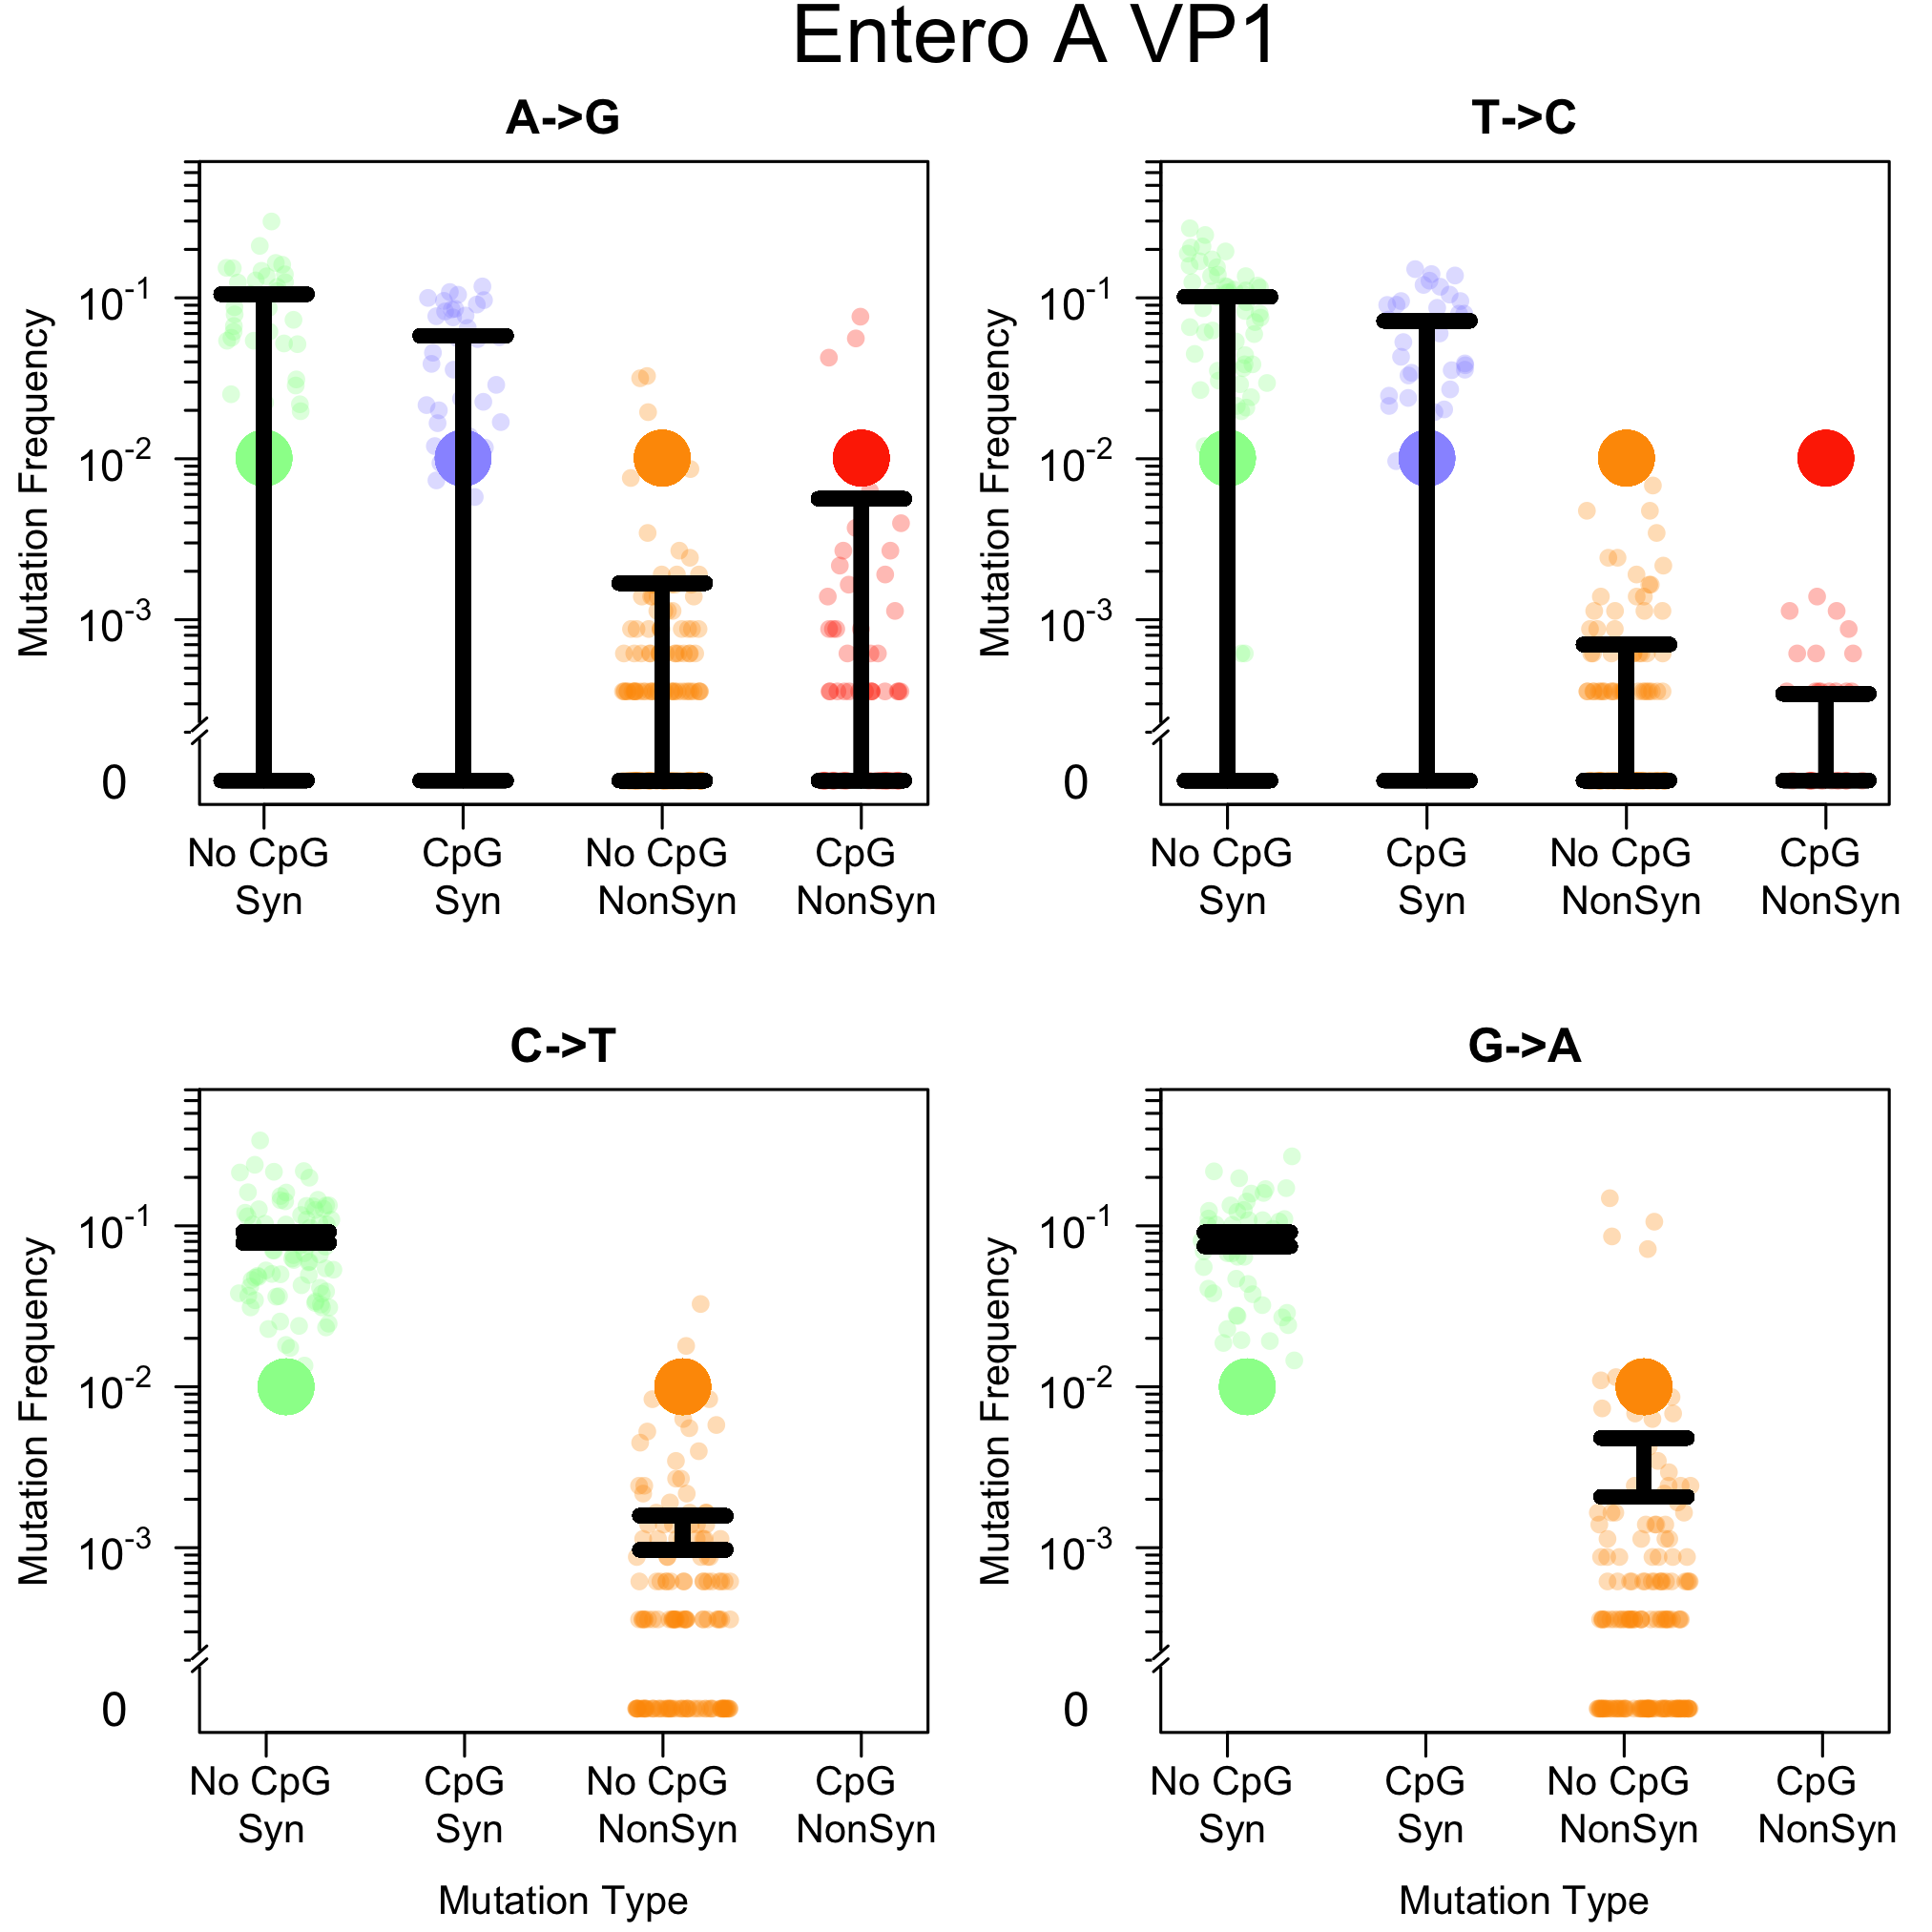 Entero A VP1
A->G
T->C
Mutation Frequency
10-1
10-2
10-3
0
No CpG CpG No CpG CpG
Syn Syn NonSyn NonSyn
Mutation Frequency
10-1
10-2
10-3
0
No CpG CpG No CpG CpG
Syn Syn NonSyn NonSyn
C->T
G->A
Mutation Frequency
10-1
10-2
10-3
0
No CpG CpG No CpG CpG
Syn Syn NonSyn NonSyn
Mutation Type
Mutation Frequency
10-1
10-2
10-3
0
No CpG CpG No CpG CpG
Syn Syn NonSyn NonSyn
Mutation Type